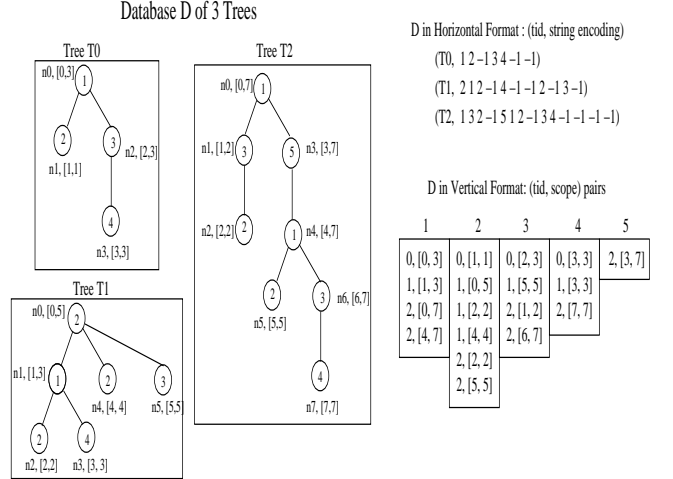 Database D of 3 Trees
Tree T0
n0, [0,3]
1
2
3
n2, [2,3]
n1, [1,1]
4
n3, [3,3]
Tree T1
n0, [0,5]
2
n1, [1,3]
1
2
3
n4, [4, 4]
n5, [5,5]
2
4
n2, [2,2]
n3, [3, 3]
Tree T2
n0, [0,7]
1
n1, [1,2]
3
5
n3, [3,7]
n2, [2,2]
2
1
n4, [4,7]
2
3
n6, [6,7]
n5, [5,5]
4
n7, [7,7]
D in Horizontal Format : (tid, string encoding)
(T0, 1 2 −1 3 4 −1 −1)
(T1, 2 1 2 −1 4 −1 −1 2 −1 3 −1)
(T2, 1 3 2 −1 5 1 2 −1 3 4 −1 −1 −1 −1)
D in Vertical Format: (tid, scope) pairs
1 2 3 4 5
0, [0, 3] 0, [1, 1] 0, [2, 3] 0, [3, 3] 2, [3, 7]
1, [1, 3] 1, [0, 5] 1, [5, 5] 1, [3, 3]
2, [0, 7] 1, [2, 2] 2, [1, 2] 2, [7, 7]
2, [4, 7] 1, [4, 4] 2, [6, 7]
2, [2, 2]
2, [5, 5]